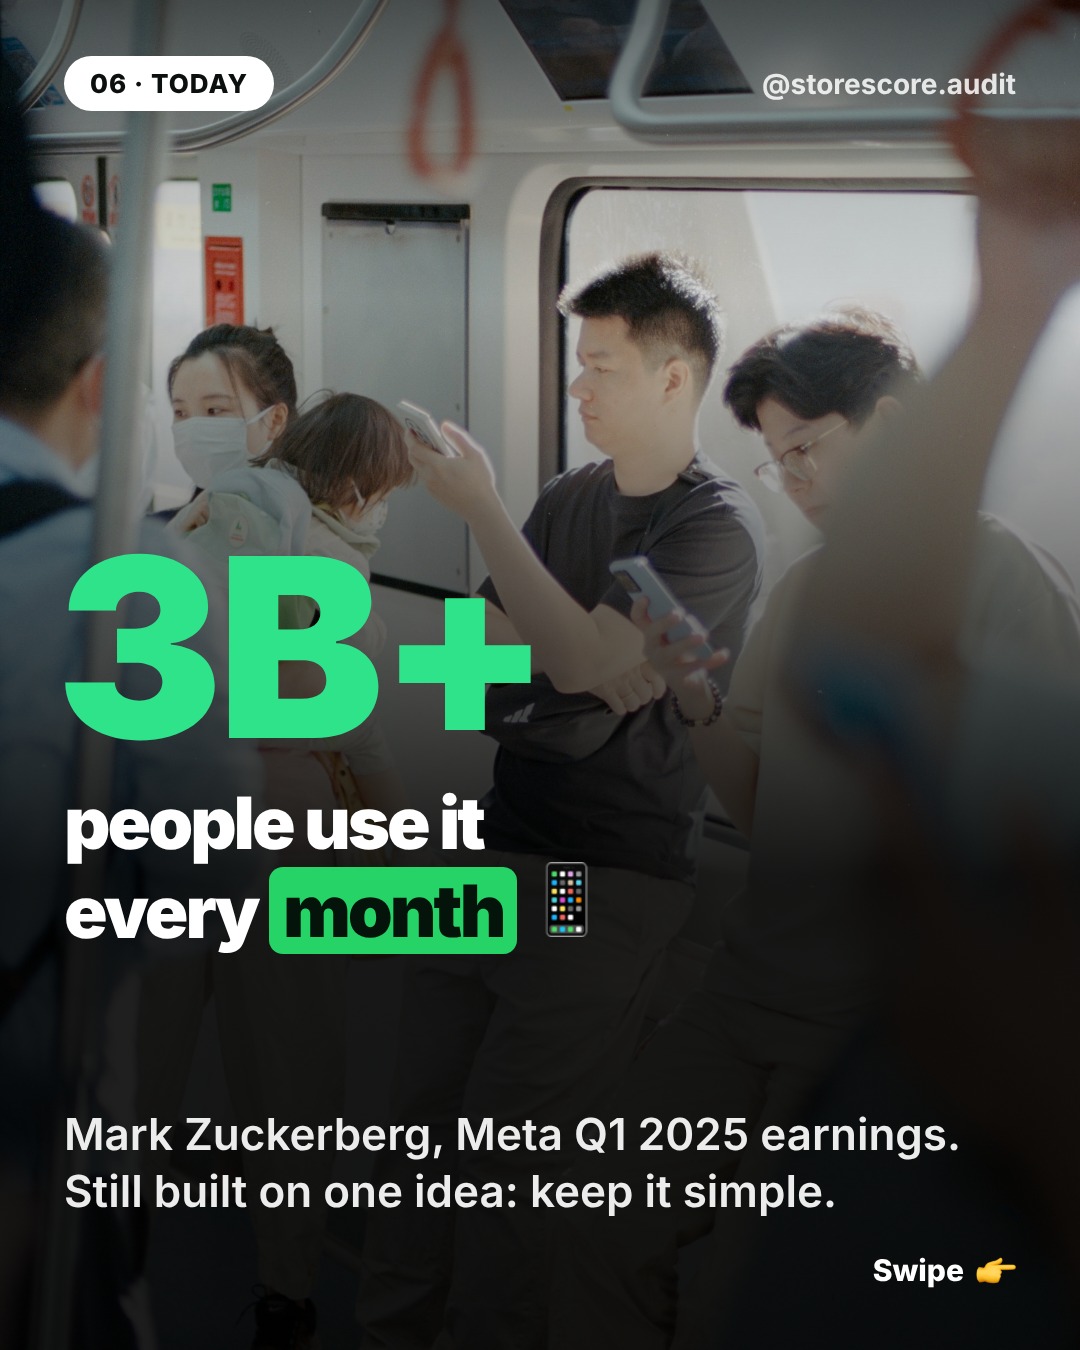 06 · TODAY
@storescore.audit
3B+
people use it
every month 📱
Mark Zuckerberg, Meta Q1 2025 earnings.
Still built on one idea: keep it simple.
Swipe 👉